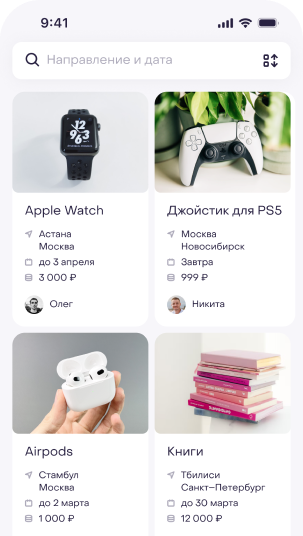 9:41
Направление и дата
Apple Watch
Астана
Москва
до 3 апреля
3 000 ₽
Олег
Джойстик для PS5
Москва
Новосибирск
Завтра
999 ₽
Никита
Airpods
Стамбул
Москва
до 2 марта
1 000 ₽
Книги
Тбилиси
Санкт–Петербург
до 30 марта
12 000 ₽